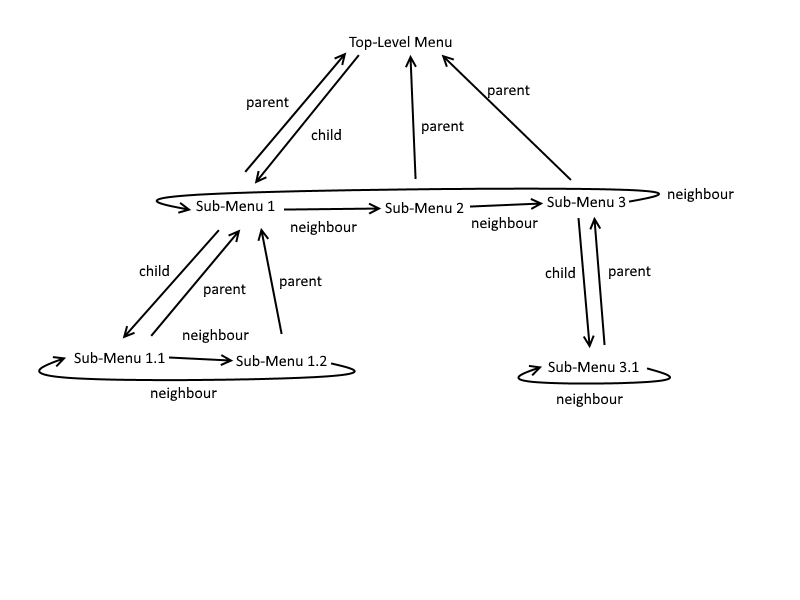 Top-Level Menu
parent
child
parent
parent
neighbour
Sub-Menu 1
neighbour
Sub-Menu 2
neighbour
Sub-Menu 3
child
parent
parent
child
parent
neighbour
Sub-Menu 1.1
Sub-Menu 1.2
neighbour
Sub-Menu 3.1
neighbour